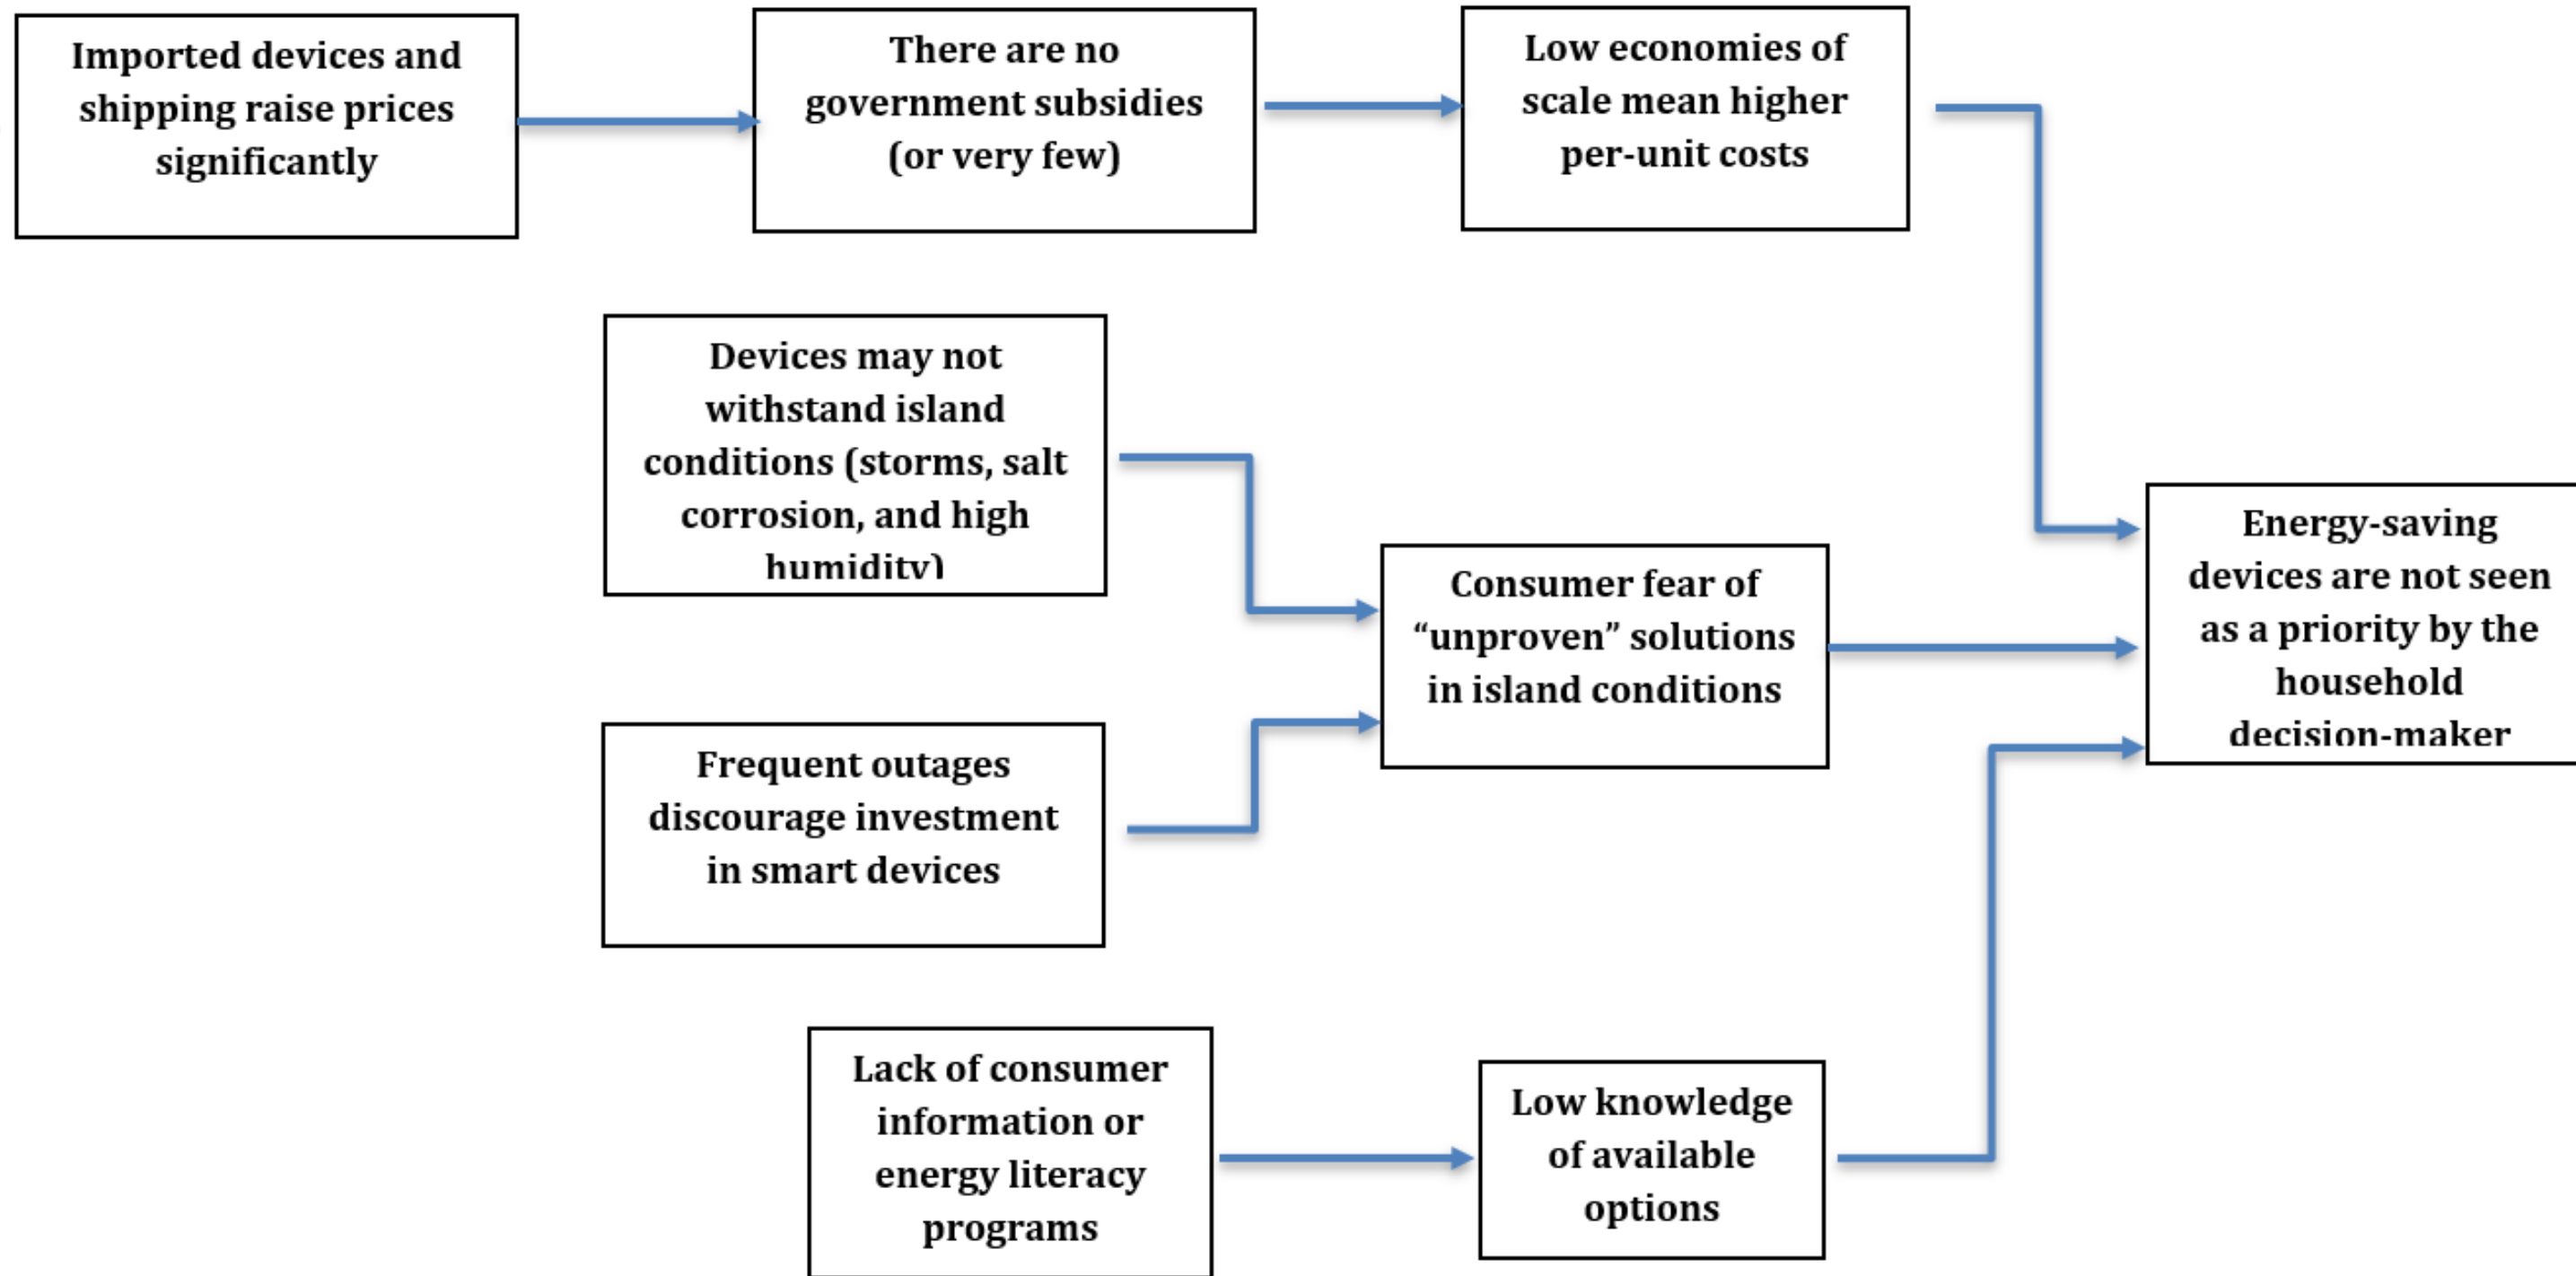 Imported devices and
shipping raise prices
significantly
There are no
government subsidies
(or very few)
Low economies of
scale mean higher
per-unit costs
Devices may not
withstand island
conditions (storms, salt
corrosion, and high
humidity)
Consumer fear of
“unproven” solutions
in island conditions
Energy-saving
devices are not seen
as a priority by the
household
decision-maker
Frequent outages
discourage investment
in smart devices
Lack of consumer
information or
energy literacy
programs
Low knowledge
of available
options